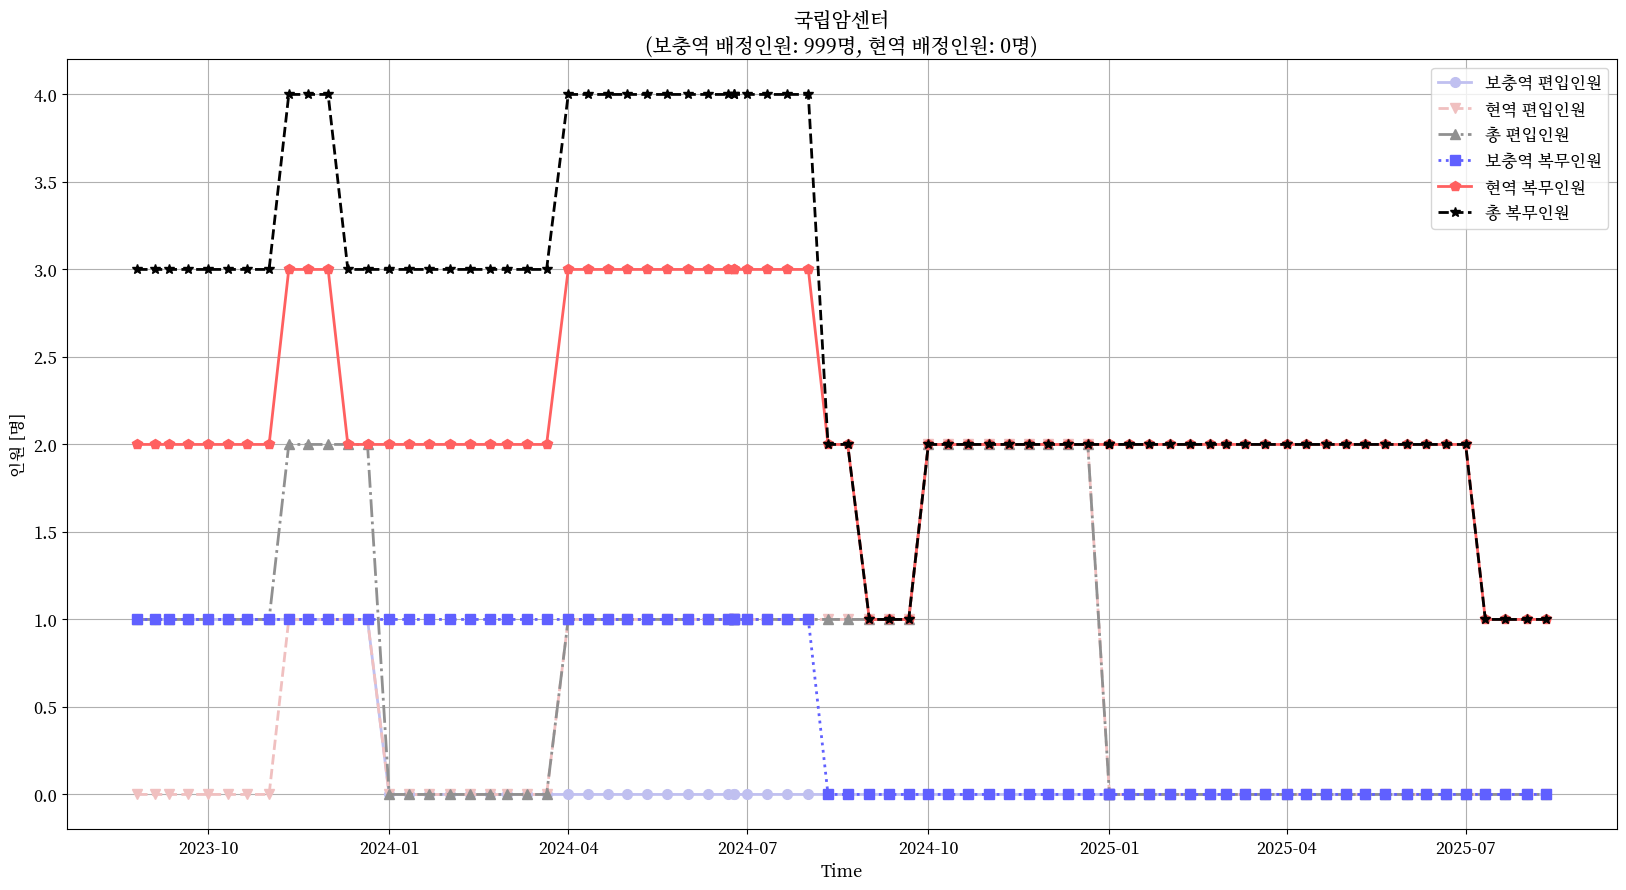 국립암센터
(보충역 배정인원: 999명, 현역 배정인원: 0명)
보충역 편입인원
현역 편입인원
총 편입인원
보충역 복무인원
현역 복무인원
총 복무인원
인원 [명]
4.0
3.5
3.0
2.5
2.0
1.5
1.0
0.5
0.0
2023-10
2024-01
2024-04
2024-07
2024-10
2025-01
2025-04
2025-07
Time